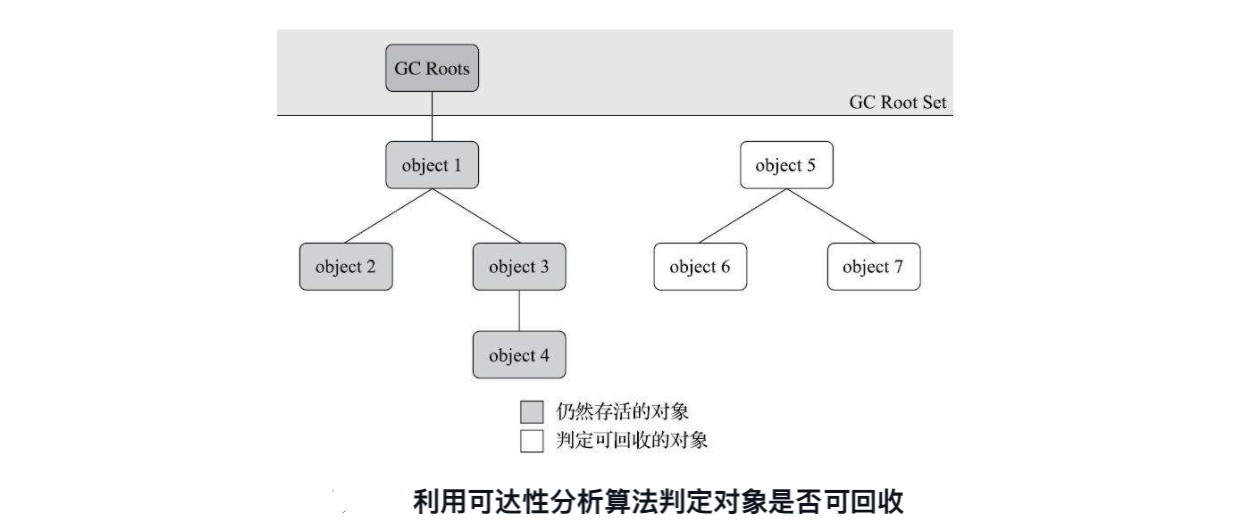 GC Roots
GC Root Set
object 1
object 5
object 2
object 3
object 6
object 7
object 4
仍然存活的对象
判定可回收的对象
利用可达性分析算法判定对象是否可回收